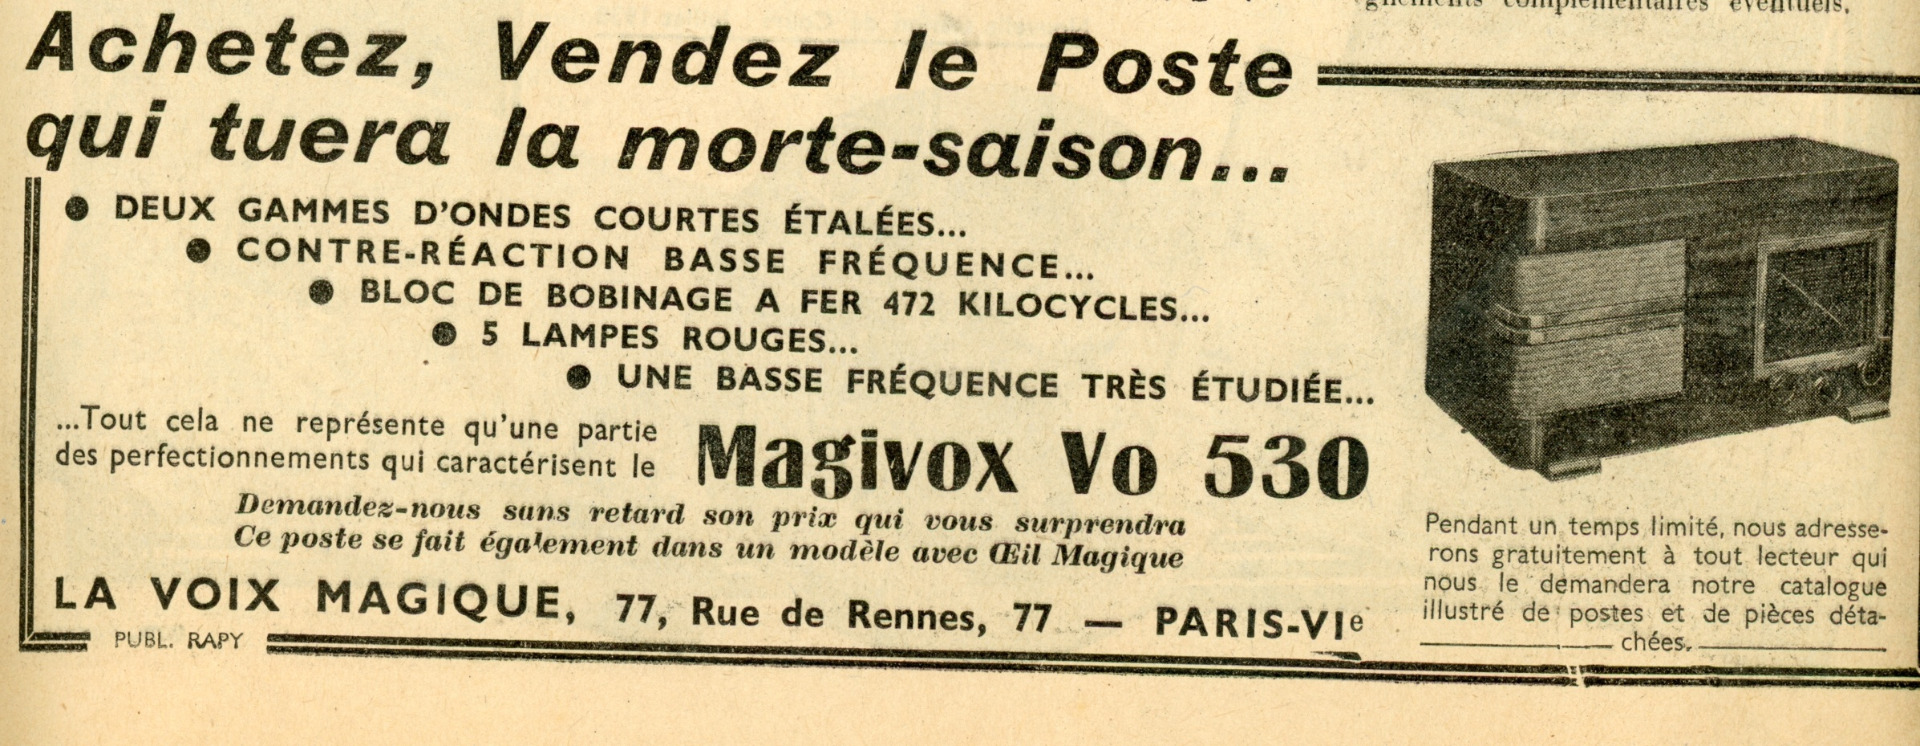 gnements complémentaires éventuels.
Achetez, Vendez le Poste
qui tuera la morte-saison...
● DEUX GAMMES D'ONDES COURTES ÉTALÉES...
● CONTRE-RÉACTION BASSE FRÉQUENCE...
● BLOC DE BOBINAGE A FER 472 KILOCYCLES...
● 5 LAMPES ROUGES...
● UNE BASSE FRÉQUENCE TRÈS ÉTUDIÉE...
...Tout cela ne représente qu'une partie
des perfectionnements qui caractérisent le
Magivox Vo 530
Demandez-nous sans retard son prix qui vous surprendra
Ce poste se fait également dans un modèle avec Œil Magique
LA VOIX MAGIQUE, 77, Rue de Rennes, 77 — PARIS-VIe
PUBL. RAPY
Pendant un temps limité, nous adresse-
rons gratuitement à tout lecteur qui
nous le demandera notre catalogue
illustré de postes et de pièces déta-
chées.